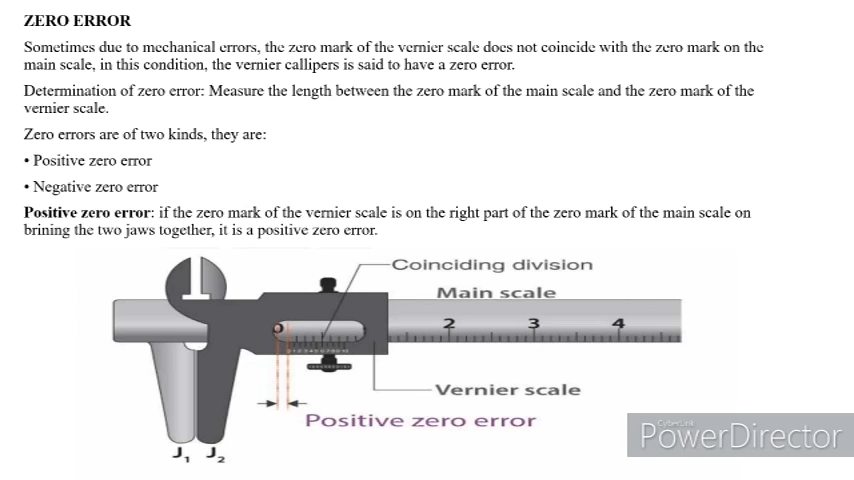 ZERO ERROR
Sometimes due to mechanical errors, the zero mark of the vernier scale does not coincide with the zero mark on the
main scale, in this condition, the vernier callipers is said to have a zero error.
Determination of zero error: Measure the length between the zero mark of the main scale and the zero mark of the
vernier scale.
Zero errors are of two kinds, they are:
• Positive zero error
• Negative zero error
Positive zero error: if the zero mark of the vernier scale is on the right part of the zero mark of the main scale on
brining the two jaws together, it is a positive zero error.
Coinciding division
Main scale
0 2 3 4
Vernier scale
Positive zero error
J₁ J₂
CyberLink
PowerDirector